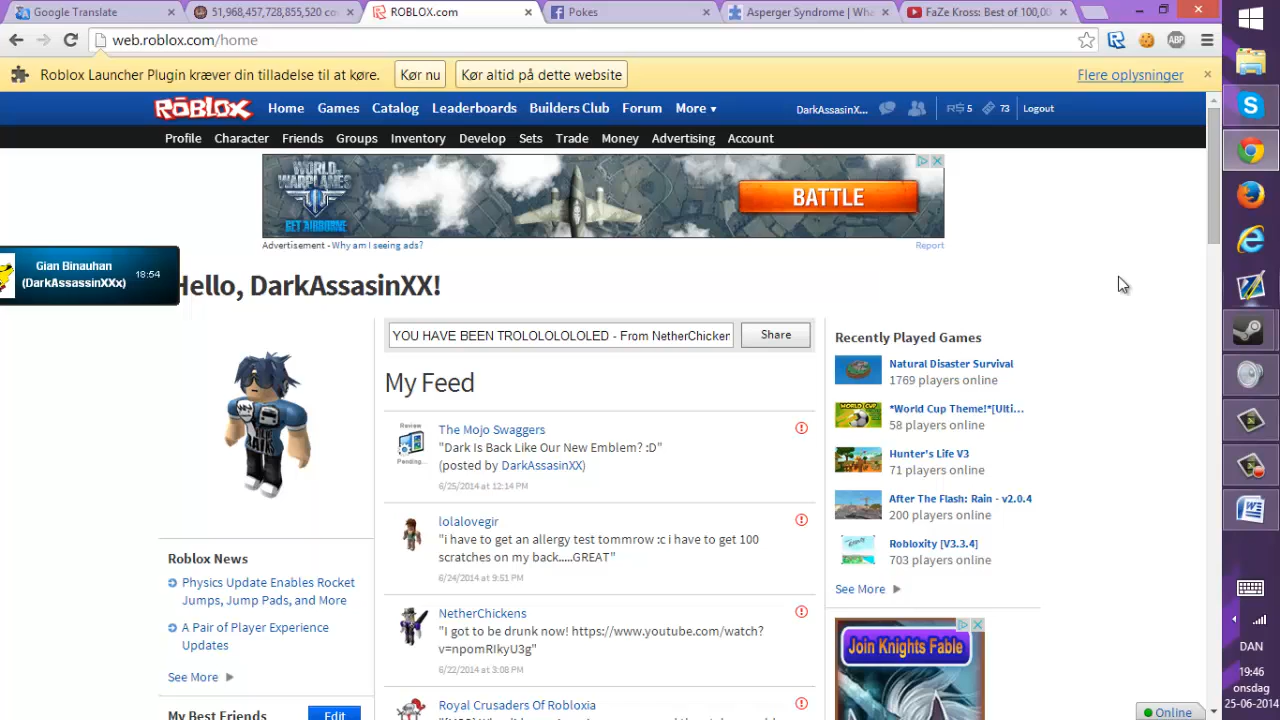 Google Translate
51,968,457,728,855,520 co
ROBLOX.com
Pokes
Asperger Syndrome | Wha
FaZe Kross: Best of 100,00
web.roblox.com/home
ABP
Roblox Launcher Plugin kræver din tilladelse til at køre. Kør nu Kør altid på dette website Flere oplysninger
ROBLOX Home Games Catalog Leaderboards Builders Club Forum More DarkAssasinX... R$ 5 73 Logout
Profile Character Friends Groups Inventory Develop Sets Trade Money Advertising Account
WORLD OF WARPLANES
GET AIRBORNE
BATTLE
Advertisement - Why am I seeing ads? Report
Gian Binauhan
(DarkAssassinXXx)
18:54
Hello, DarkAssasinXX!
YOU HAVE BEEN TROLOLOLOLOLED - From NetherChicken Share
My Feed
Review
Pending...
The Mojo Swaggers
"Dark Is Back Like Our New Emblem? :D"
(posted by DarkAssasinXX)
6/25/2014 at 12:14 PM
lolalovegir
"i have to get an allergy test tommrow :c i have to get 100
scratches on my back.....GREAT"
6/24/2014 at 9:51 PM
NetherChickens
"I got to be drunk now! https://www.youtube.com/watch?
v=npomRIkyU3g"
6/22/2014 at 3:08 PM
Royal Crusaders Of Robloxia
Roblox News
Physics Update Enables Rocket
Jumps, Jump Pads, and More
A Pair of Player Experience
Updates
See More
My Best Friends Edit
Recently Played Games
Natural Disaster Survival
1769 players online
WORLD CUP
*World Cup Theme!*[Ulti...
58 players online
Hunter's Life V3
71 players online
After The Flash: Rain - v2.0.4
200 players online
Robloxity [V3.3.4]
703 players online
See More
Join Knights Fable
Online
DAN
19:46
onsdag
25-06-2014